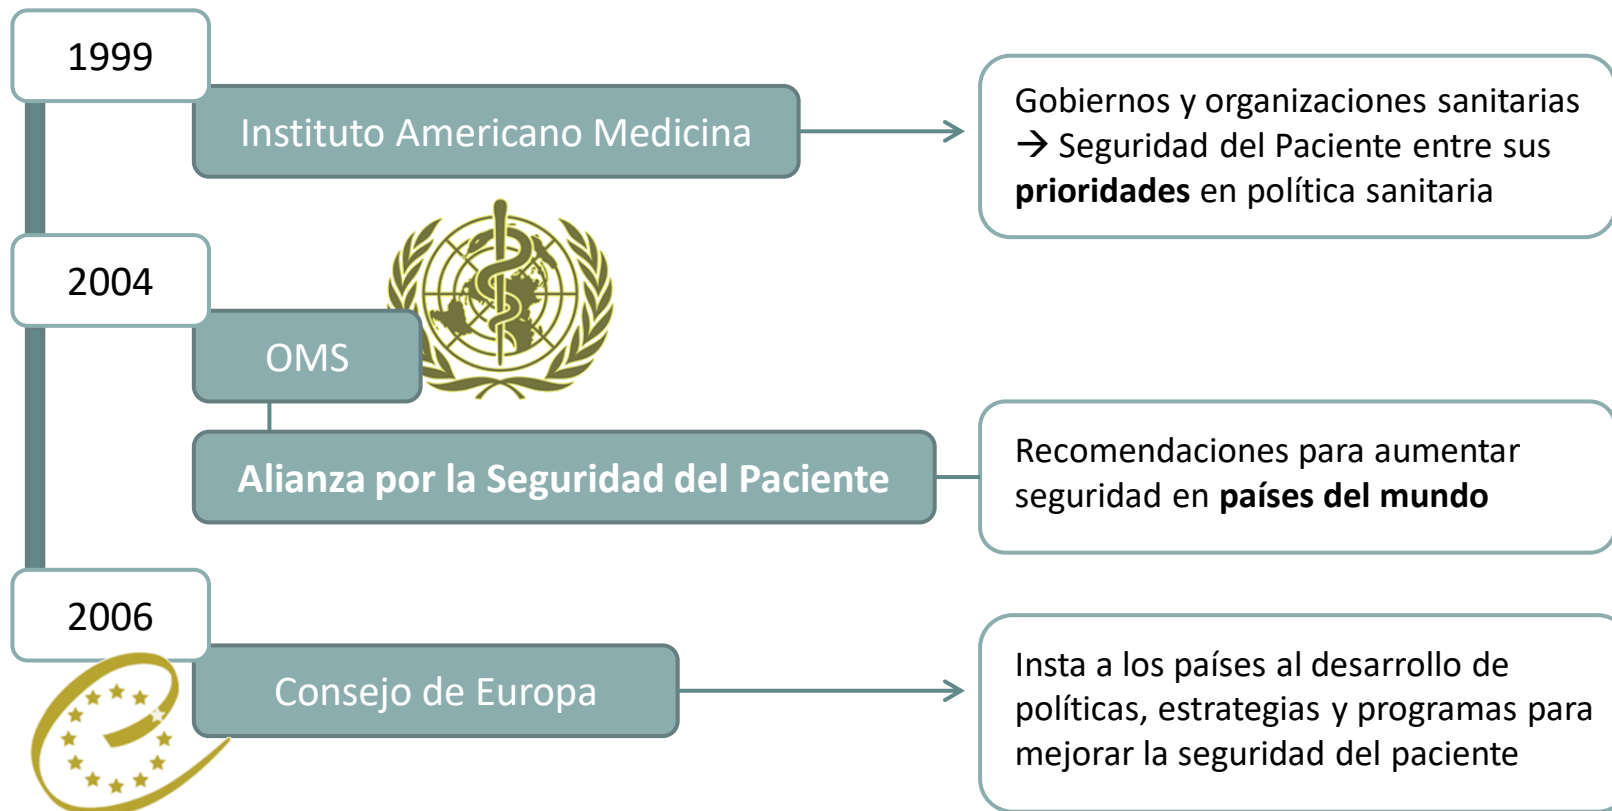 1999
Instituto Americano Medicina
Gobiernos y organizaciones sanitarias
→ Seguridad del Paciente entre sus
prioridades en política sanitaria
2004
OMS
Alianza por la Seguridad del Paciente
Recomendaciones para aumentar
seguridad en países del mundo
2006
Consejo de Europa
Insta a los países al desarrollo de
políticas, estrategias y programas para
mejorar la seguridad del paciente